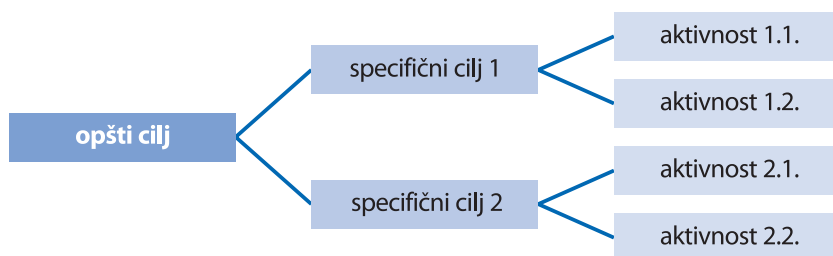 opšti cilj
specifični cilj 1
aktivnost 1.1.
aktivnost 1.2.
specifični cilj 2
aktivnost 2.1.
aktivnost 2.2.